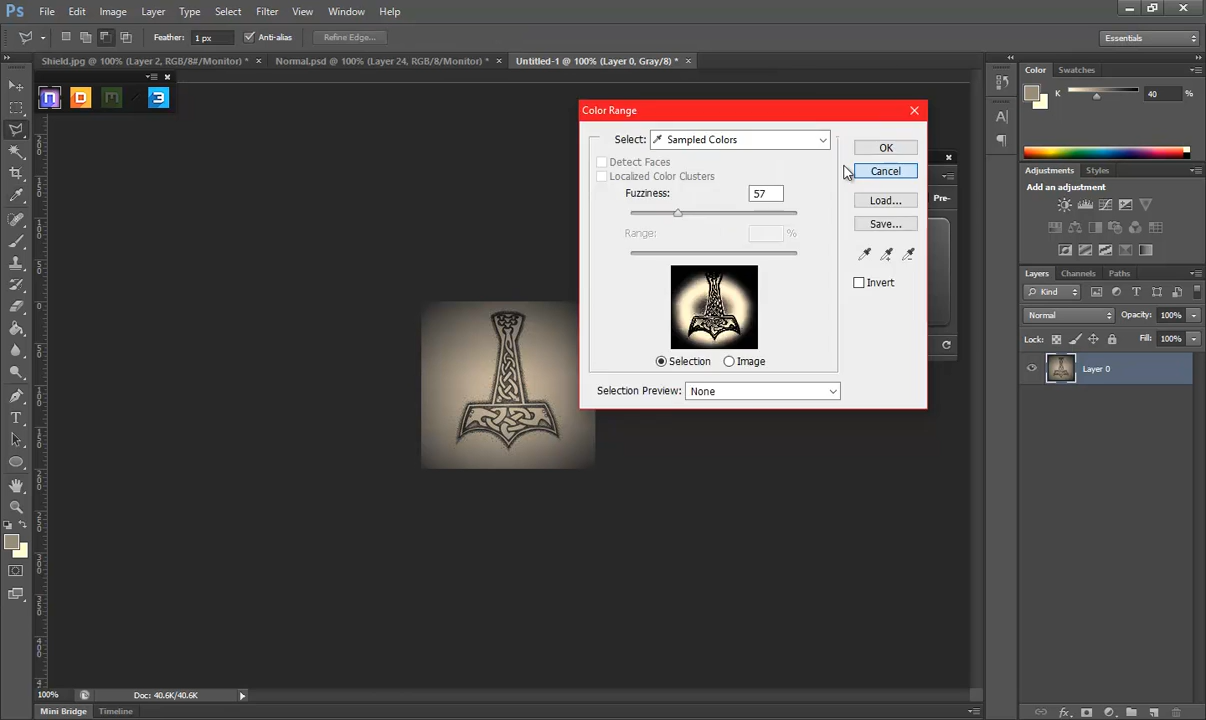 Ps File Edit Image Layer Type Select Filter View Window Help
Feather: 1 px Anti-alias Refine Edge... Essentials
Shield.jpg @ 100% (Layer 2, RGB/8#/Monitor) * × Normal.psd @ 100% (Layer 24, RGB/8/Monitor) * × Untitled-1 @ 100% (Layer 0, Gray/8) * ×
Color Swatches
K 40 %
Color Range
Select: Sampled Colors
OK
Detect Faces
Cancel
Localized Color Clusters
Fuzziness: 57
Load...
Pre-
Save...
Range: %
Invert
Selection Image
Selection Preview: None
Adjustments Styles
Add an adjustment
Layers Channels Paths
Kind
Normal Opacity: 100%
Lock: Fill: 100%
Layer 0
100% Doc: 40.6K/40.6K
Mini Bridge Timeline